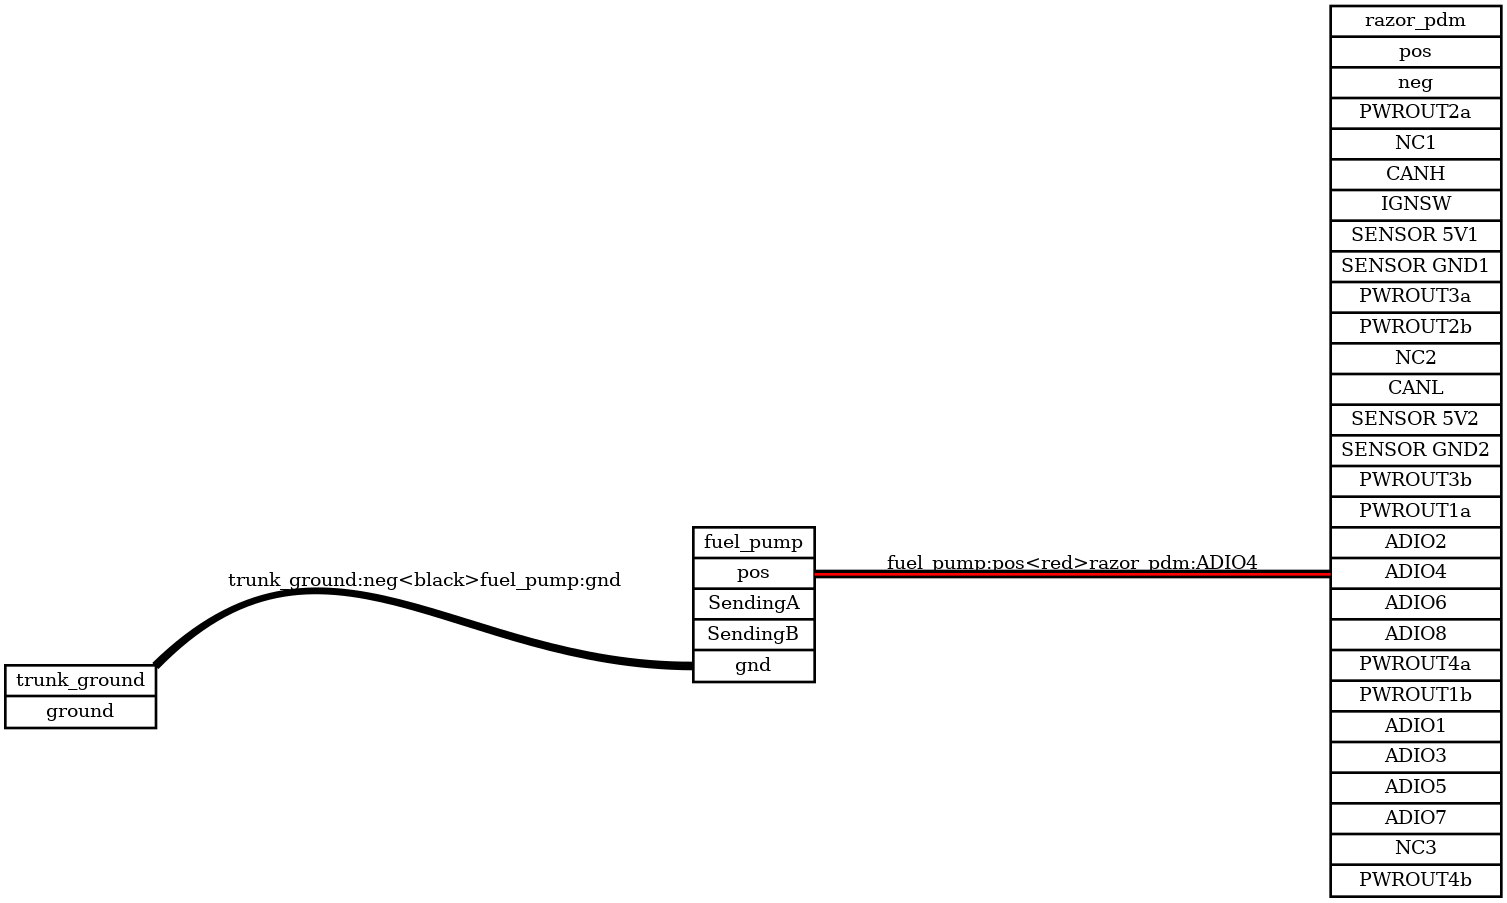 trunk_ground:neg<black>fuel_pump:gnd
trunk_ground
ground
fuel_pump
pos
SendingA
SendingB
gnd
fuel_pump:pos<red>razor_pdm:ADIO4
razor_pdm
pos
neg
PWROUT2a
NC1
CANH
IGNSW
SENSOR 5V1
SENSOR GND1
PWROUT3a
PWROUT2b
NC2
CANL
SENSOR 5V2
SENSOR GND2
PWROUT3b
PWROUT1a
ADIO2
ADIO4
ADIO6
ADIO8
PWROUT4a
PWROUT1b
ADIO1
ADIO3
ADIO5
ADIO7
NC3
PWROUT4b